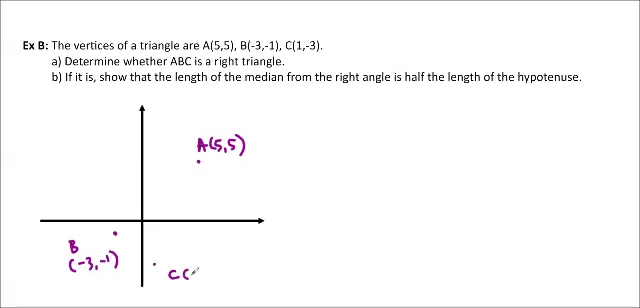 Ex B: The vertices of a triangle are A(5,5), B(-3,-1), C(1,-3).
a) Determine whether ABC is a right triangle.
b) If it is, show that the length of the median from the right angle is half the length of the hypotenuse.
A(5,5)
B
(-3,-1)
C(